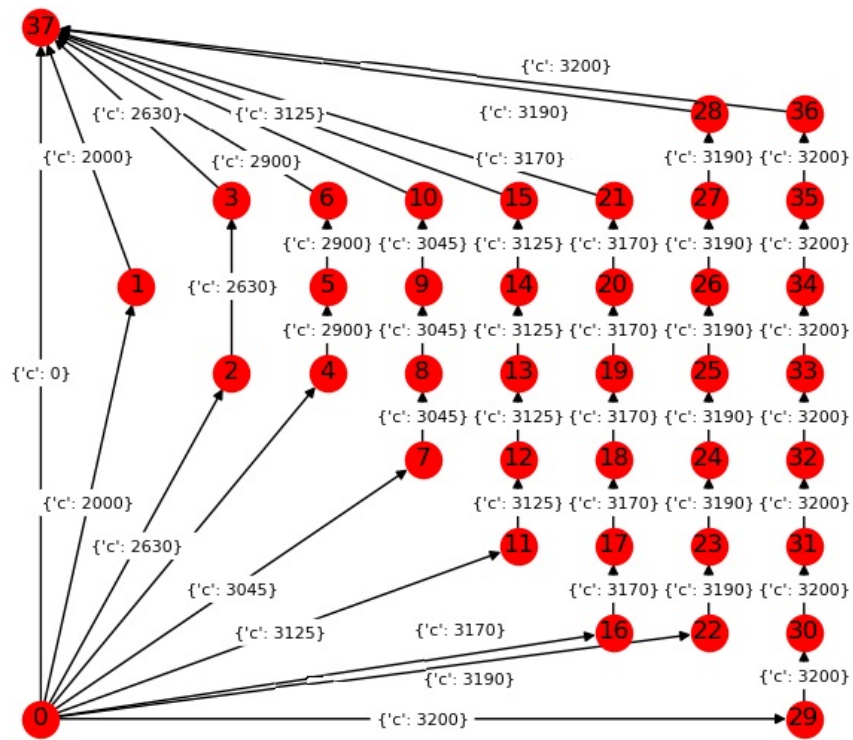 37
{'c': 3200}
28 36
{'c': 2630} {'c': 3125} {'c': 3190}
{'c': 2000} {'c': 2900} {'c': 3170} {'c': 3190} {'c': 3200}
3 6 10 15 21 27 35
{'c': 2900} {'c': 3045} {'c': 3125} {'c': 3170} {'c': 3190} {'c': 3200}
1 {'c': 2630} 5 9 14 20 26 34
{'c': 2900} {'c': 3045} {'c': 3125} {'c': 3170} {'c': 3190} {'c': 3200}
{'c': 0} 2 4 8 13 19 25 33
{'c': 3045} {'c': 3125} {'c': 3170} {'c': 3190} {'c': 3200}
7 12 18 24 32
{'c': 2000} {'c': 3125} {'c': 3170} {'c': 3190} {'c': 3200}
{'c': 2630} 11 17 23 31
{'c': 3045} {'c': 3170} {'c': 3190} {'c': 3200}
{'c': 3125} {'c': 3170} 16 22 30
{'c': 3190} {'c': 3200}
0 {'c': 3200} 29